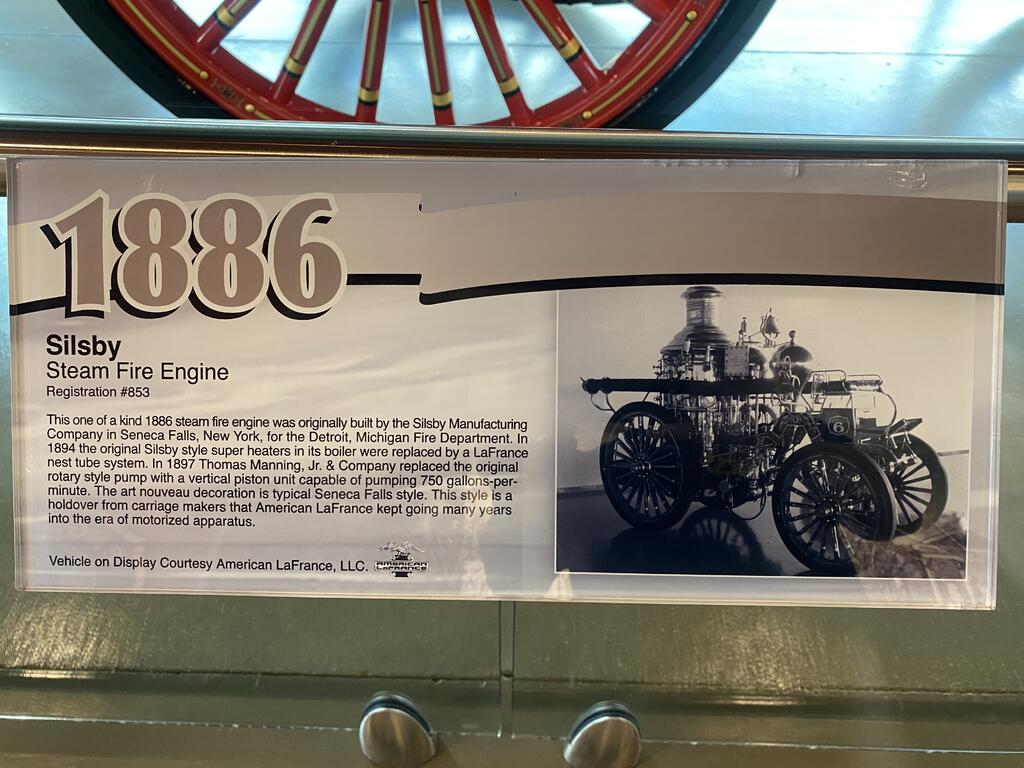 1886
Silsby
Steam Fire Engine
Registration #853
This one of a kind 1886 steam fire engine was originally built by the Silsby Manufacturing
Company in Seneca Falls, New York, for the Detroit, Michigan Fire Department. In
1894 the original Silsby style super heaters in its boiler were replaced by a LaFrance
nest tube system. In 1897 Thomas Manning, Jr. & Company replaced the original
rotary style pump with a vertical piston unit capable of pumping 750 gallons-per-
minute. The art nouveau decoration is typical Seneca Falls style. This style is a
holdover from carriage makers that American LaFrance kept going many years
into the era of motorized apparatus.
Vehicle on Display Courtesy American LaFrance, LLC.
AMERICAN
LAFRANCE
6